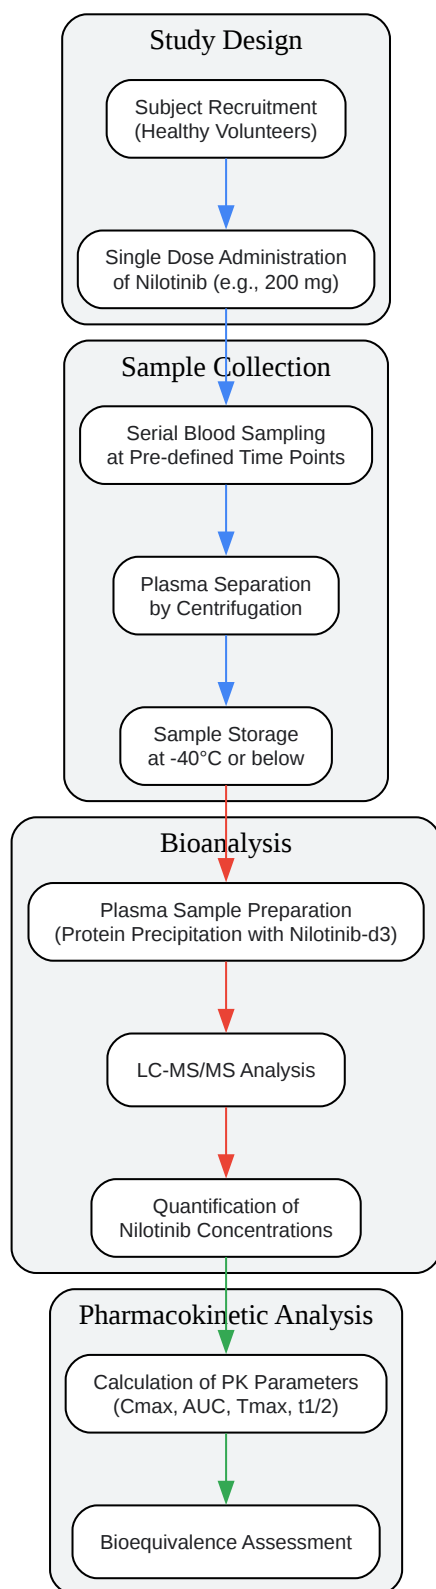 Study Design
Subject Recruitment
(Healthy Volunteers)
Single Dose Administration
of Nilotinib (e.g., 200 mg)
Sample Collection
Serial Blood Sampling
at Pre-defined Time Points
Plasma Separation
by Centrifugation
Sample Storage
at -40°C or below
Bioanalysis
Plasma Sample Preparation
(Protein Precipitation with Nilotinib-d3)
LC-MS/MS Analysis
Quantification of
Nilotinib Concentrations
Pharmacokinetic Analysis
Calculation of PK Parameters
(Cmax, AUC, Tmax, t1/2)
Bioequivalence Assessment